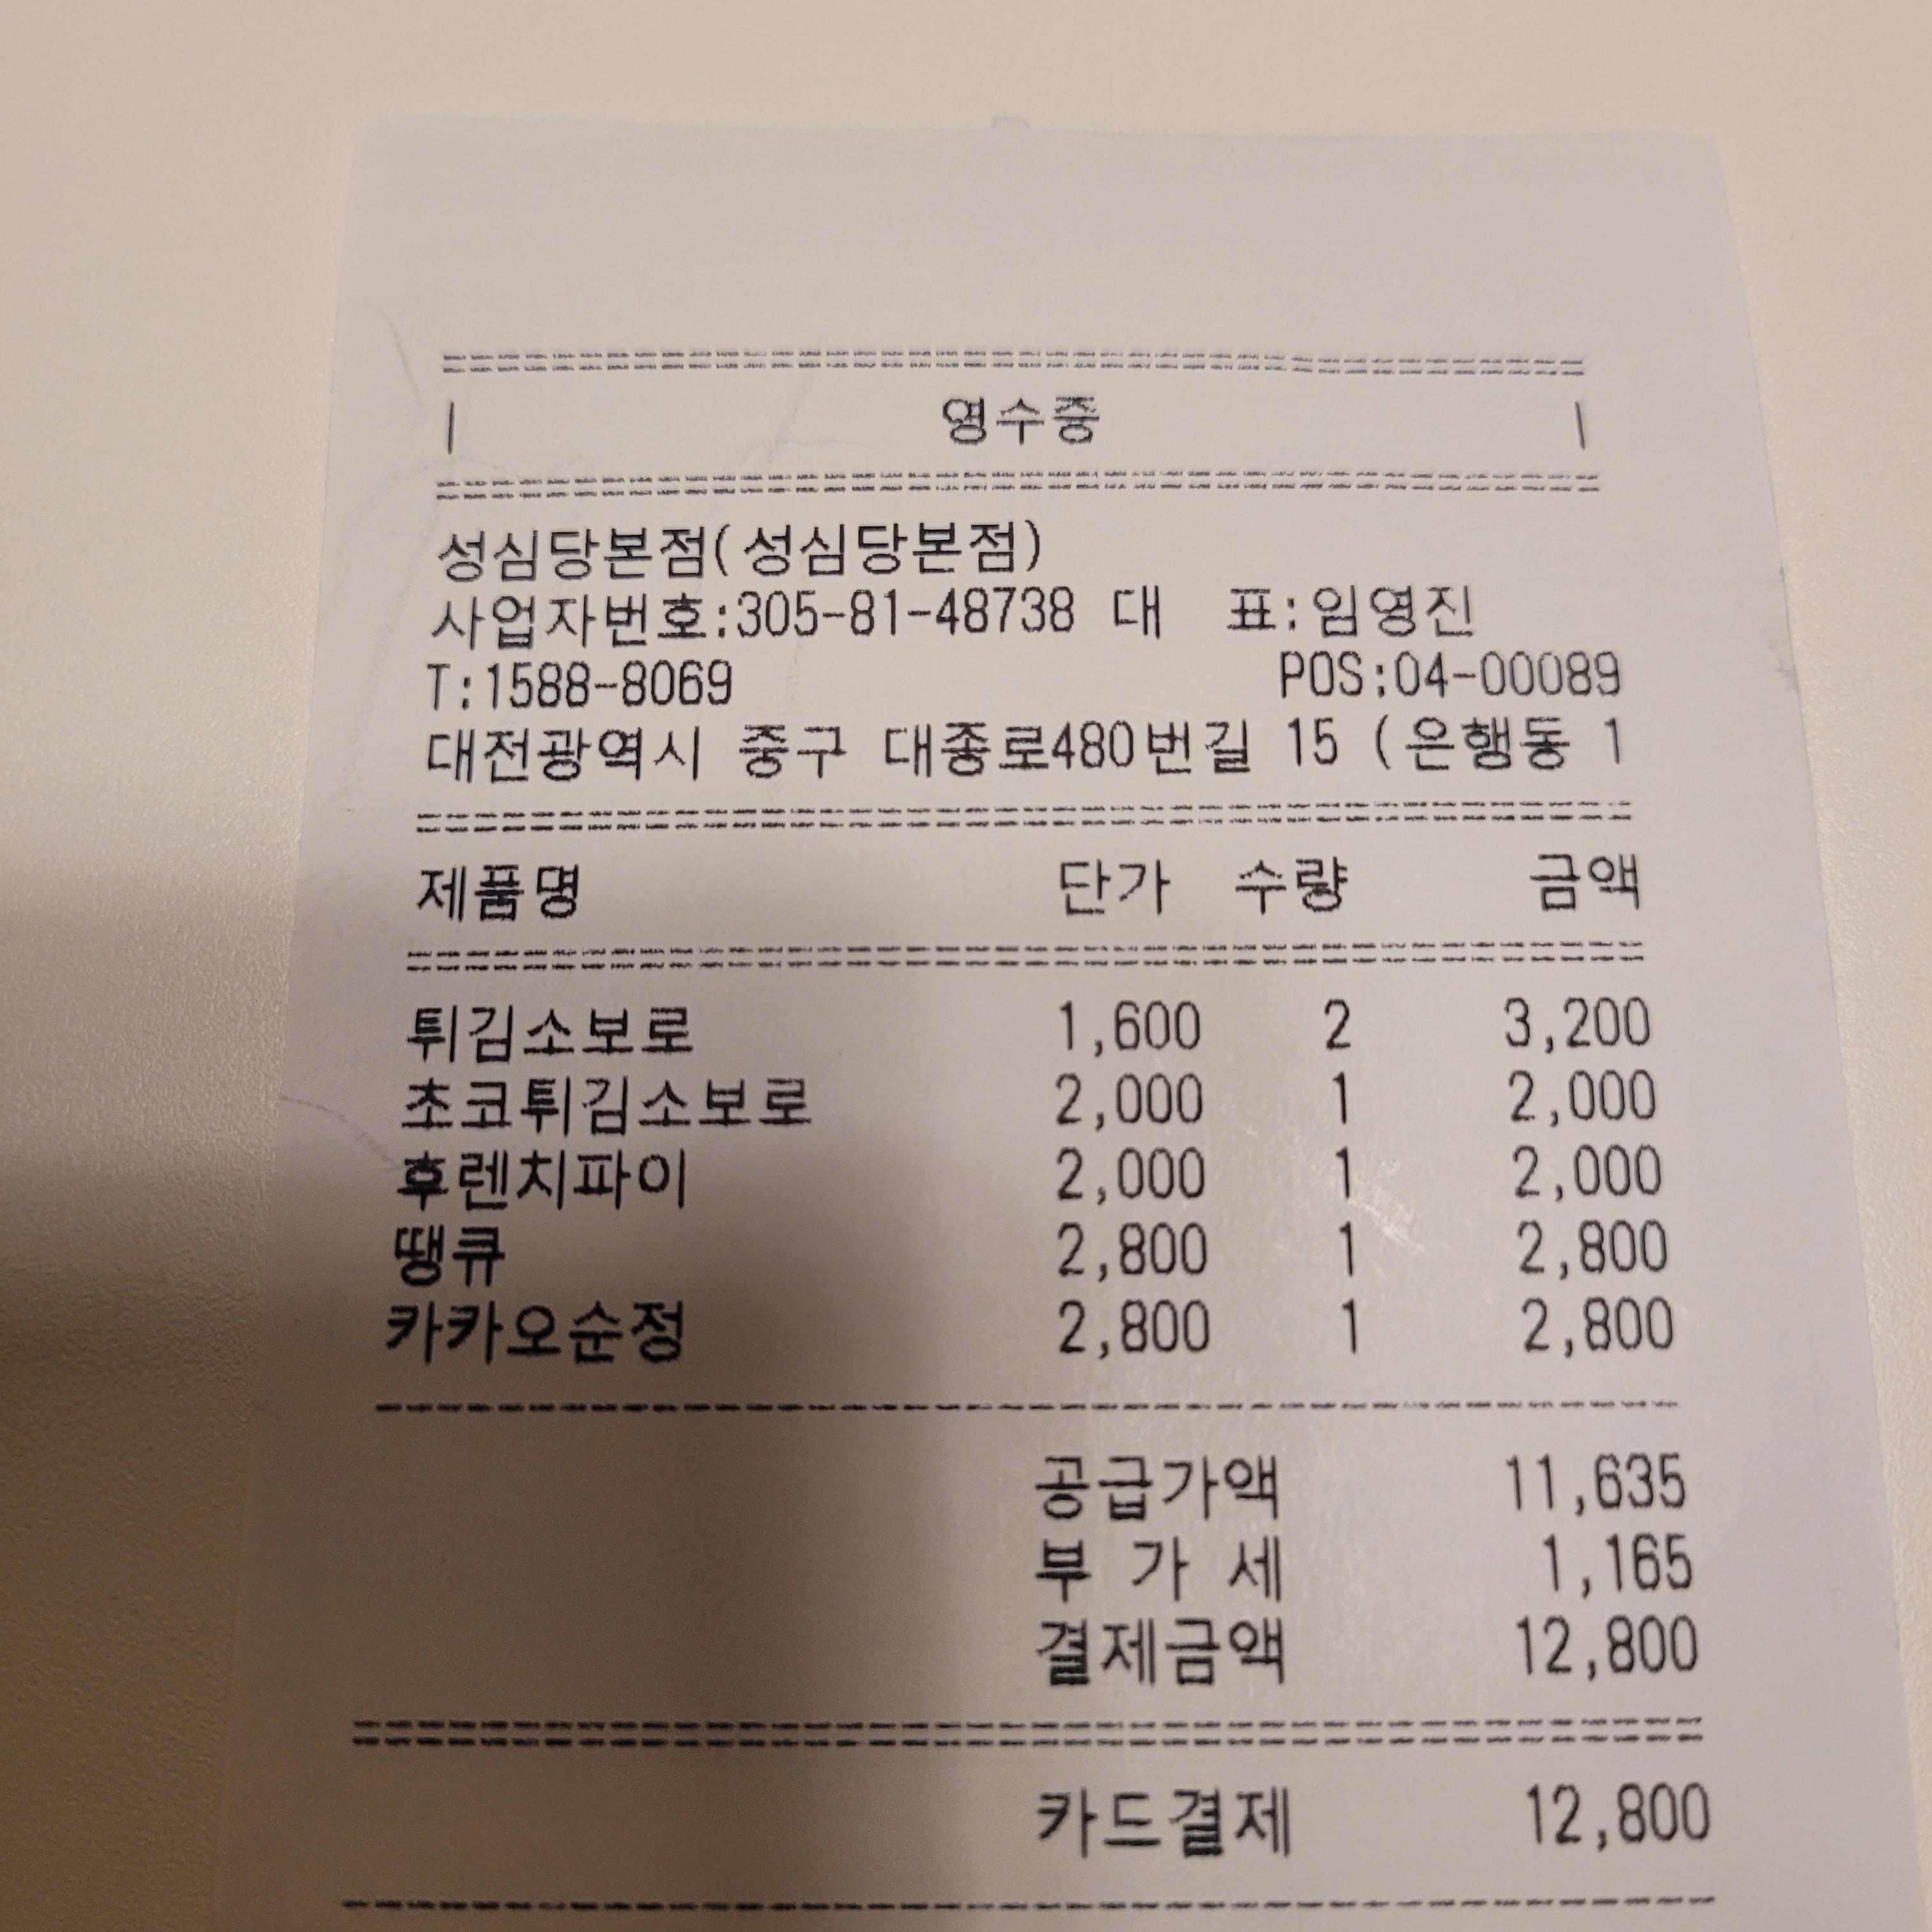 영수증
성심당본점(성심당본점)
사업자번호:305-81-48738 대 표:임영진
T:1588-8069 POS:04-00089
대전광역시 중구 대종로480번길 15 (은행동 1
제품명 단가 수량 금액
튀김소보로 1,600 2 3,200
초코튀김소보로 2,000 1 2,000
후렌치파이 2,000 1 2,000
땡큐 2,800 1 2,800
카카오순정 2,800 1 2,800
공급가액 11,635
부 가 세 1,165
결제금액 12,800
카드결제 12,800